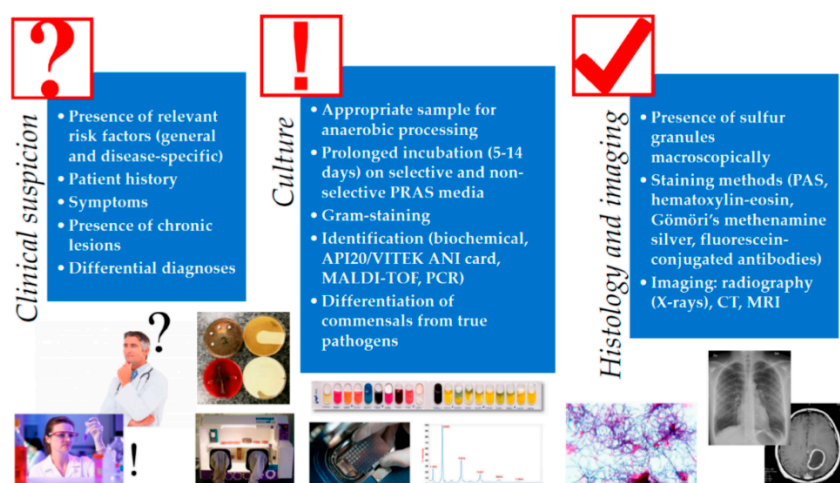 ?
Clinical suspicion
• Presence of relevant
risk factors (general
and disease-specific)
• Patient history
• Symptoms
• Presence of chronic
lesions
• Differential diagnoses
!
Culture
• Appropriate sample for
anaerobic processing
• Prolonged incubation (5-14
days) on selective and non-
selective PRAS media
• Gram-staining
• Identification (biochemical,
API20/VITEK ANI card,
MALDI-TOF, PCR)
• Differentiation of
commensals from true
pathogens
Histology and imaging
• Presence of sulfur
granules
macroscopically
• Staining methods (PAS,
hematoxylin-eosin,
Gömöri's methenamine
silver, fluorescein-
conjugated antibodies)
• Imaging: radiography
(X-rays), CT, MRI
?
!